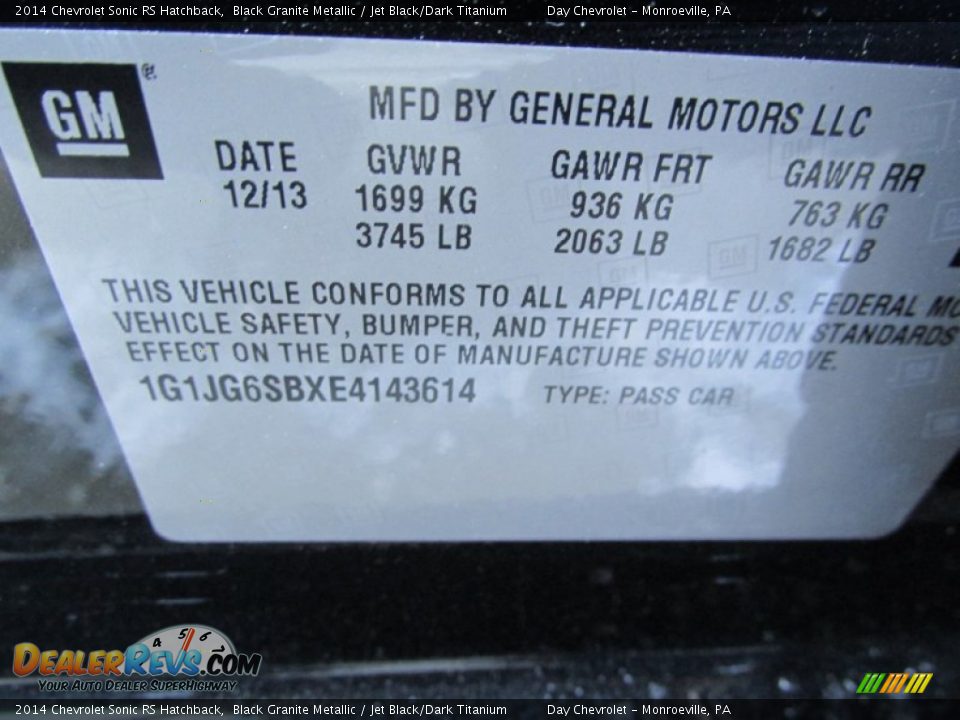 2014 Chevrolet Sonic RS Hatchback, Black Granite Metallic / Jet Black/Dark Titanium Day Chevrolet - Monroeville, PA
GM
MFD BY GENERAL MOTORS LLC
DATE GVWR GAWR FRT GAWR RR
12/13 1699 KG 936 KG 763 KG
3745 LB 2063 LB 1682 LB
THIS VEHICLE CONFORMS TO ALL APPLICABLE U.S. FEDERAL MO
VEHICLE SAFETY, BUMPER, AND THEFT PREVENTION STANDARDS
EFFECT ON THE DATE OF MANUFACTURE SHOWN ABOVE.
1G1JG6SBXE4143614 TYPE: PASS CAR
4 5 6
DEALERREVS.COM
YOUR AUTO DEALER SUPERHIGHWAY
2014 Chevrolet Sonic RS Hatchback, Black Granite Metallic / Jet Black/Dark Titanium Day Chevrolet - Monroeville, PA